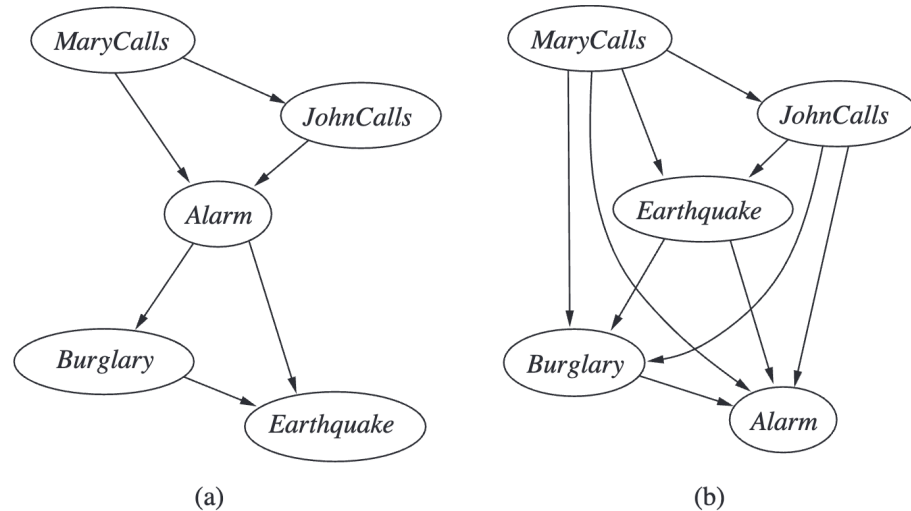 MaryCalls
JohnCalls
Alarm
Burglary
Earthquake
(a)
MaryCalls
JohnCalls
Earthquake
Burglary
Alarm
(b)